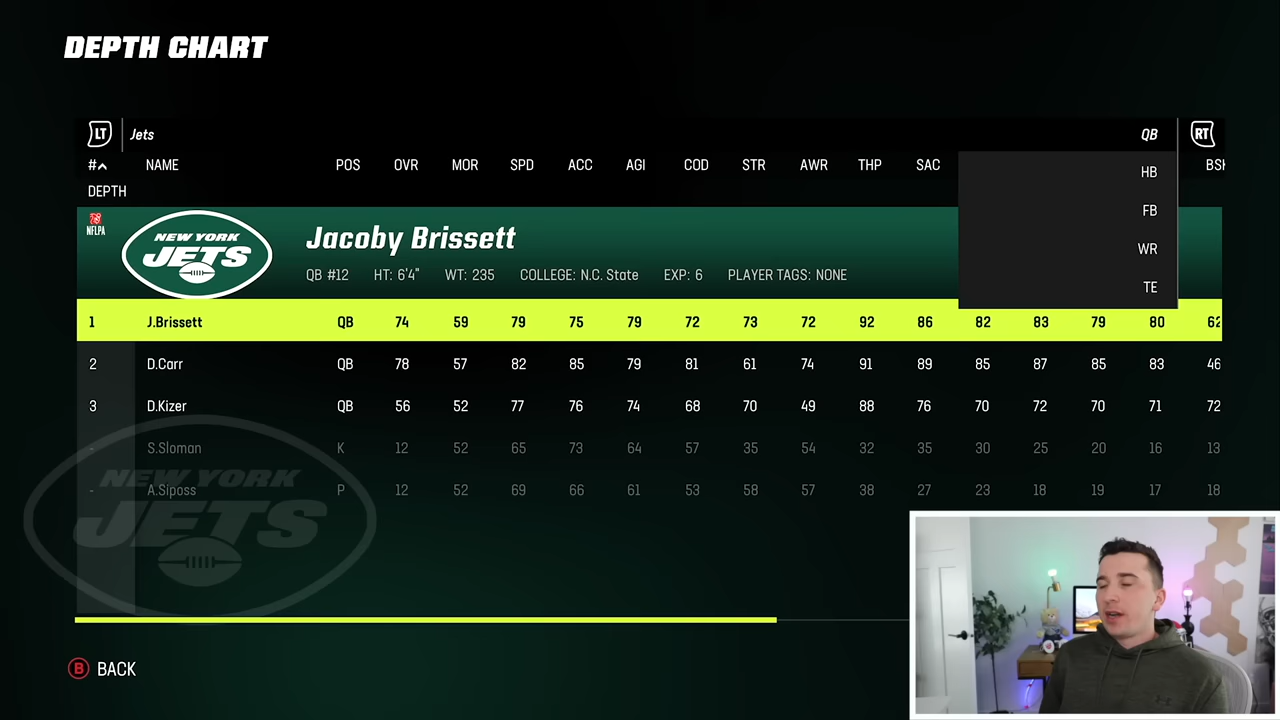 DEPTH CHART
LT Jets QB RT
#^ NAME POS OVR MOR SPD ACC AGI COD STR AWR THP SAC BSK
DEPTH
HB
FB
WR
TE
NFLPA
NEW YORK
JETS
Jacoby Brissett
QB #12 HT: 6'4" WT: 235 COLLEGE: N.C. State EXP: 6 PLAYER TAGS: NONE
1 J.Brissett QB 74 59 79 75 79 72 73 72 92 86 82 83 79 80 62
2 D.Carr QB 78 57 82 85 79 81 61 74 91 89 85 87 85 83 46
3 D.Kizer QB 56 52 77 76 74 68 70 49 88 76 70 72 70 71 72
- S.Sloman K 12 52 65 73 64 57 35 54 32 35 30 25 20 16 13
- A.Siposs P 12 52 69 66 61 53 58 57 38 27 23 18 19 17 18
NEW YORK
JETS
B BACK